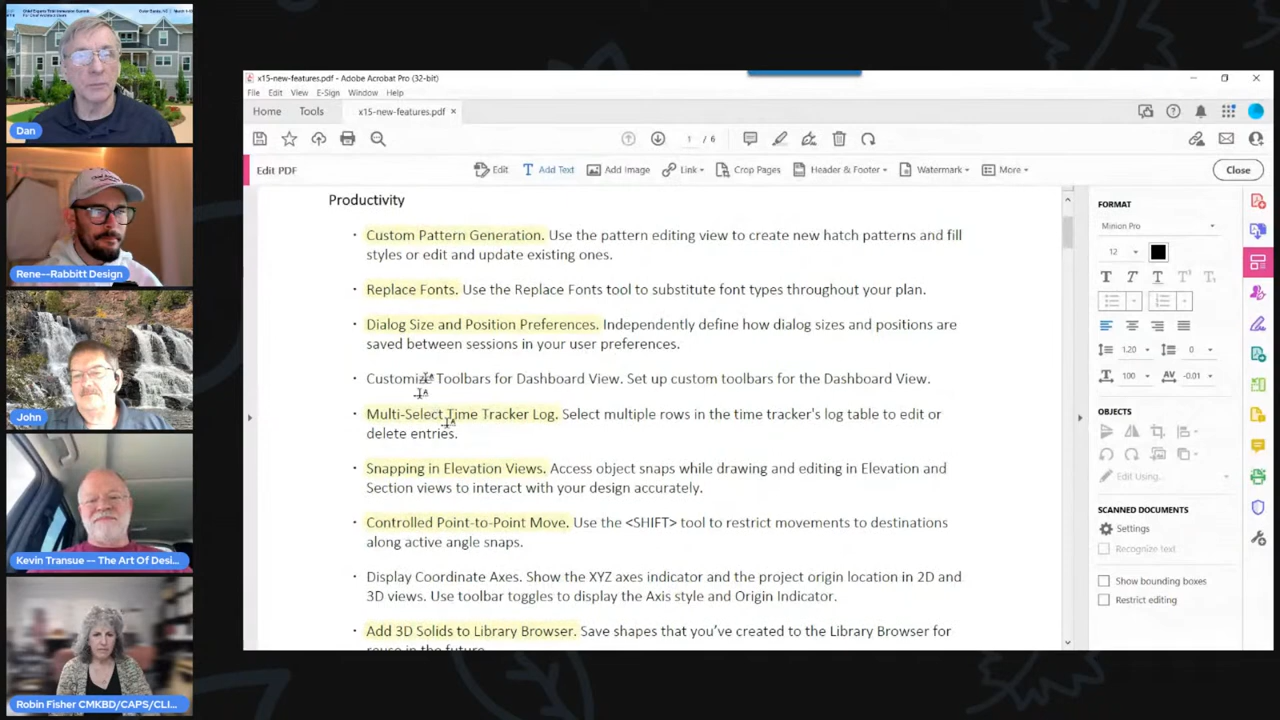 Dan
Rene--Rabbitt Design
John
Kevin Transue -- The Art Of Desi...
Robin Fisher CMKBD/CAPS/CLI...
x15-new-features.pdf - Adobe Acrobat Pro (32-bit)
File Edit View E-Sign Window Help
Home Tools x15-new-features.pdf ×
1 / 6
Edit PDF Edit Add Text Add Image Link Crop Pages Header & Footer Watermark More Close
Productivity
· Custom Pattern Generation. Use the pattern editing view to create new hatch patterns and fill
styles or edit and update existing ones.
· Replace Fonts. Use the Replace Fonts tool to substitute font types throughout your plan.
· Dialog Size and Position Preferences. Independently define how dialog sizes and positions are
saved between sessions in your user preferences.
· Customize Toolbars for Dashboard View. Set up custom toolbars for the Dashboard View.
· Multi-Select Time Tracker Log. Select multiple rows in the time tracker's log table to edit or
delete entries.
· Snapping in Elevation Views. Access object snaps while drawing and editing in Elevation and
Section views to interact with your design accurately.
· Controlled Point-to-Point Move. Use the <SHIFT> tool to restrict movements to destinations
along active angle snaps.
· Display Coordinate Axes. Show the XYZ axes indicator and the project origin location in 2D and
3D views. Use toolbar toggles to display the Axis style and Origin Indicator.
· Add 3D Solids to Library Browser. Save shapes that you've created to the Library Browser for
reuse in the future.
FORMAT
Minion Pro
12
1.20 0
100 -0.01
OBJECTS
Edit Using...
SCANNED DOCUMENTS
Settings
Recognize text
Show bounding boxes
Restrict editing